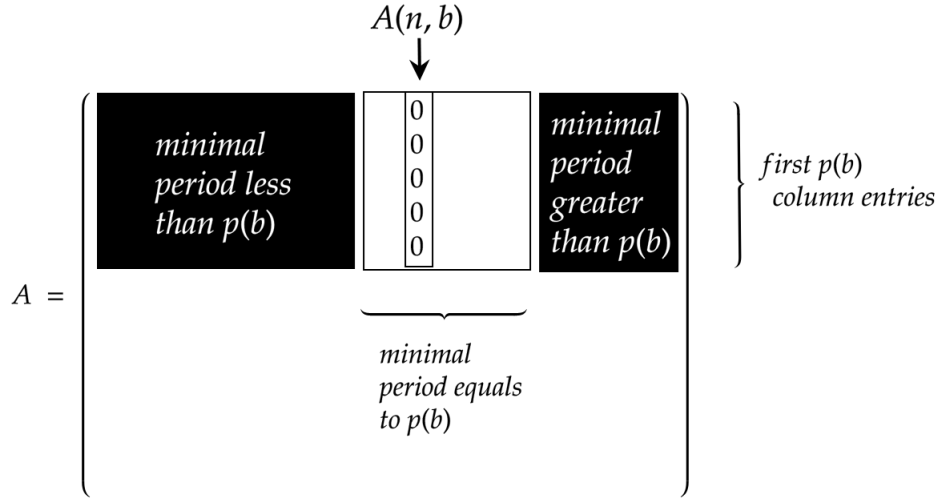 A(n, b)
minimal
period less
than p(b)
0
0
0
0
0
minimal
period
greater
than p(b)
first p(b)
column entries
A =
minimal
period equals
to p(b)